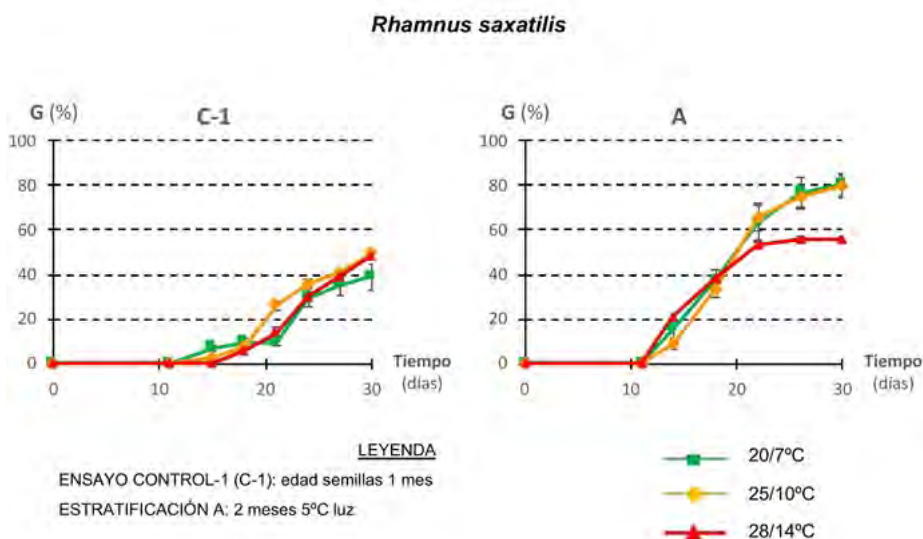 Rhamnus saxatilis
G (%)
C-1
100
80
60
40
20
0
0
10
20
30
Tiempo
(días)
G (%)
A
100
80
60
40
20
0
0
10
20
30
Tiempo
(días)
LEYENDA
ENSAYO CONTROL-1 (C-1): edad semillas 1 mes
ESTRATIFICACIÓN A: 2 meses 5ºC luz
20/7ºC
25/10ºC
28/14ºC